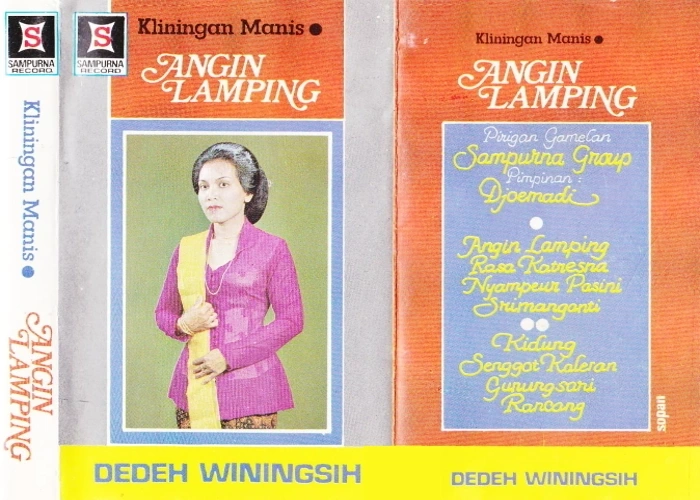 S
SAMPURNA
RECORD
Kliningan Manis ●
ANGIN
LAMPING
S
SAMPURNA
RECORD
Kliningan Manis ●
ANGIN
LAMPING
DEDEH WININGSIH
Kliningan Manis ●
ANGIN
LAMPING
Pirigan Gamelan
Sampurna Group
Pimpinan :
Djoemadi
●
Angin Lamping
Rasa Katresna
Nyampeur Pasini
Srimanganti
●●
Kidung
Senggot Kaleran
Gunungsari
Rancang
sopan
DEDEH WININGSIH